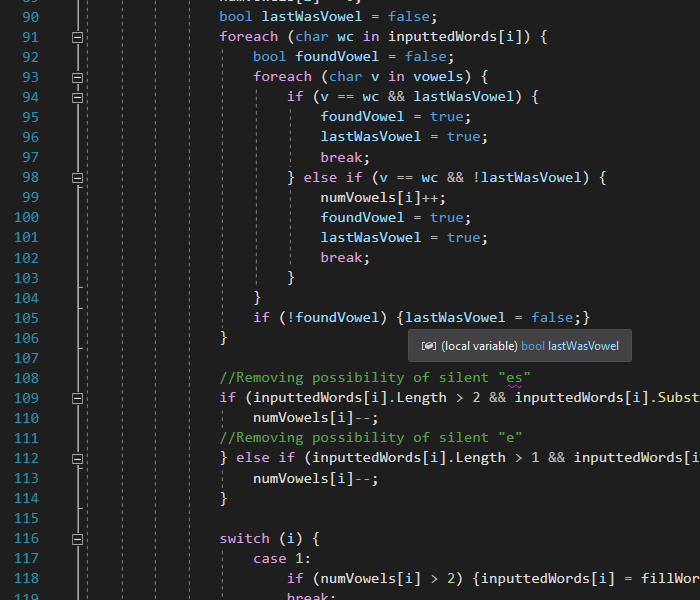 90 bool lastWasVowel = false;
91 foreach (char wc in inputtedWords[i]) {
92 bool foundVowel = false;
93 foreach (char v in vowels) {
94 if (v == wc && lastWasVowel) {
95 foundVowel = true;
96 lastWasVowel = true;
97 break;
98 } else if (v == wc && !lastWasVowel) {
99 numVowels[i]++;
100 foundVowel = true;
101 lastWasVowel = true;
102 break;
103 }
104 }
105 if (!foundVowel) {lastWasVowel = false;}
106 }
(local variable) bool lastWasVowel
107
108 //Removing possibility of silent "es"
109 if (inputtedWords[i].Length > 2 && inputtedWords[i].Subst
110 numVowels[i]--;
111 //Removing possibility of silent "e"
112 } else if (inputtedWords[i].Length > 1 && inputtedWords[i
113 numVowels[i]--;
114 }
115
116 switch (i) {
117 case 1:
118 if (numVowels[i] > 2) {inputtedWords[i] = fillWor
119 break;